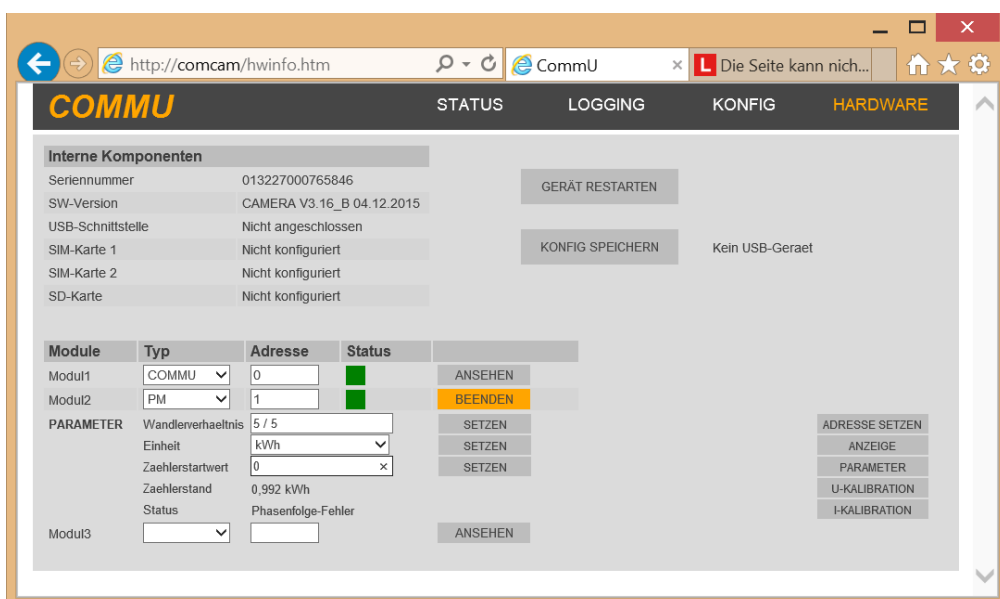 http://comcam/hwinfo.htm CommU × L Die Seite kann nich...
COMMU STATUS LOGGING KONFIG HARDWARE
Interne Komponenten
Seriennummer 013227000765846
GERÄT RESTARTEN
SW-Version CAMERA V3.16_B 04.12.2015
USB-Schnittstelle Nicht angeschlossen
SIM-Karte 1 Nicht konfiguriert
KONFIG SPEICHERN Kein USB-Geraet
SIM-Karte 2 Nicht konfiguriert
SD-Karte Nicht konfiguriert
Module Typ Adresse Status
Modul1 COMMU 0 ANSEHEN
Modul2 PM 1 BEENDEN
PARAMETER Wandlerverhaeltnis 5 / 5 SETZEN ADRESSE SETZEN
Einheit kWh SETZEN ANZEIGE
Zaehlerstartwert 0 × SETZEN PARAMETER
Zaehlerstand 0,992 kWh U-KALIBRATION
Status Phasenfolge-Fehler I-KALIBRATION
Modul3 ANSEHEN